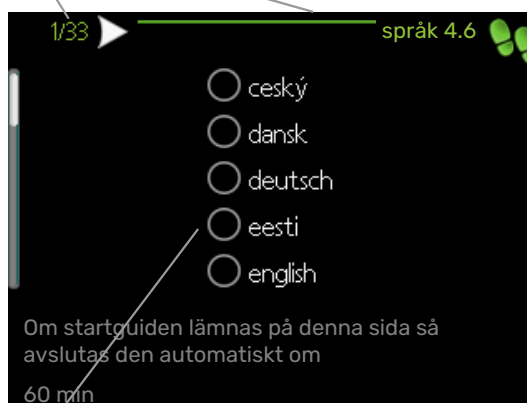 1/33 språk 4.6
ceský
dansk
deutsch
eesti
english
Om startguiden lämnas på denna sida så
avslutas den automatiskt om
60 min